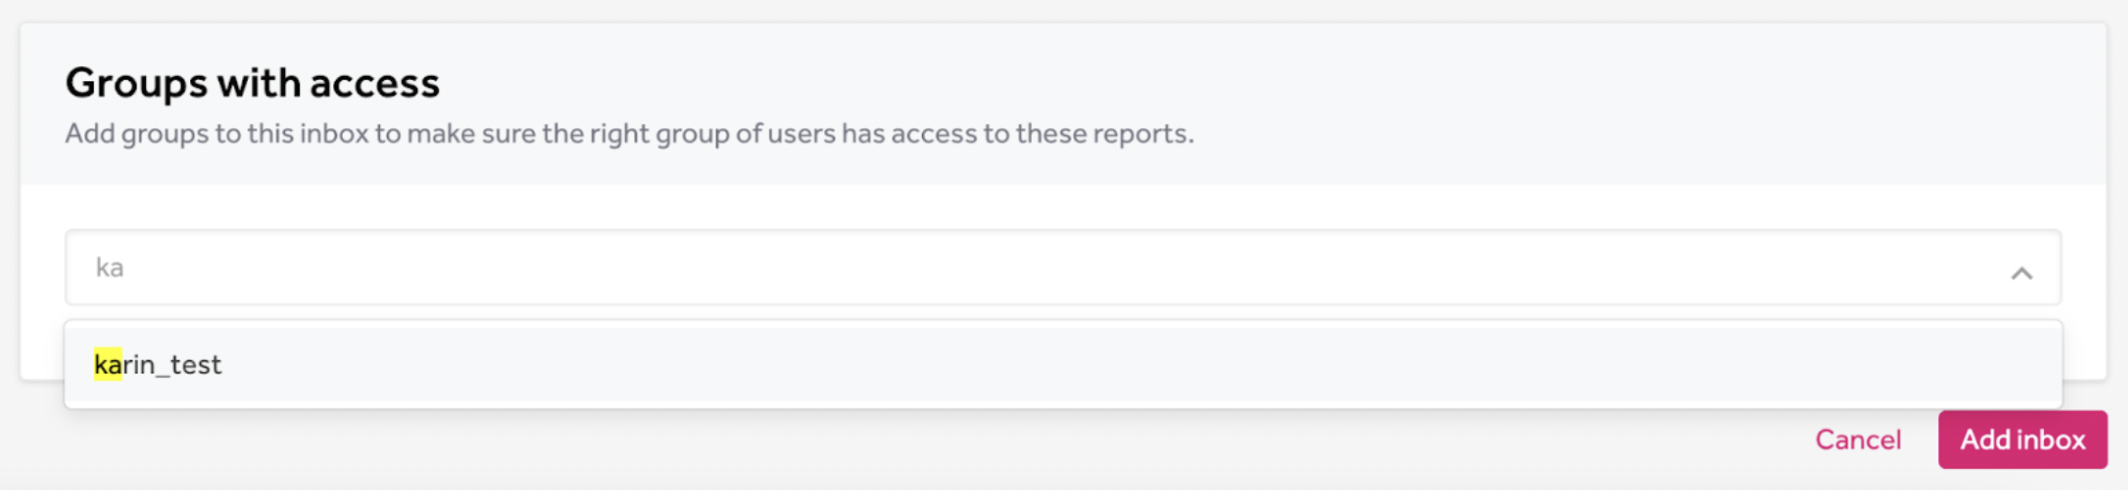 Groups with access
Add groups to this inbox to make sure the right group of users has access to these reports.
ka
karin_test
Cancel
Add inbox